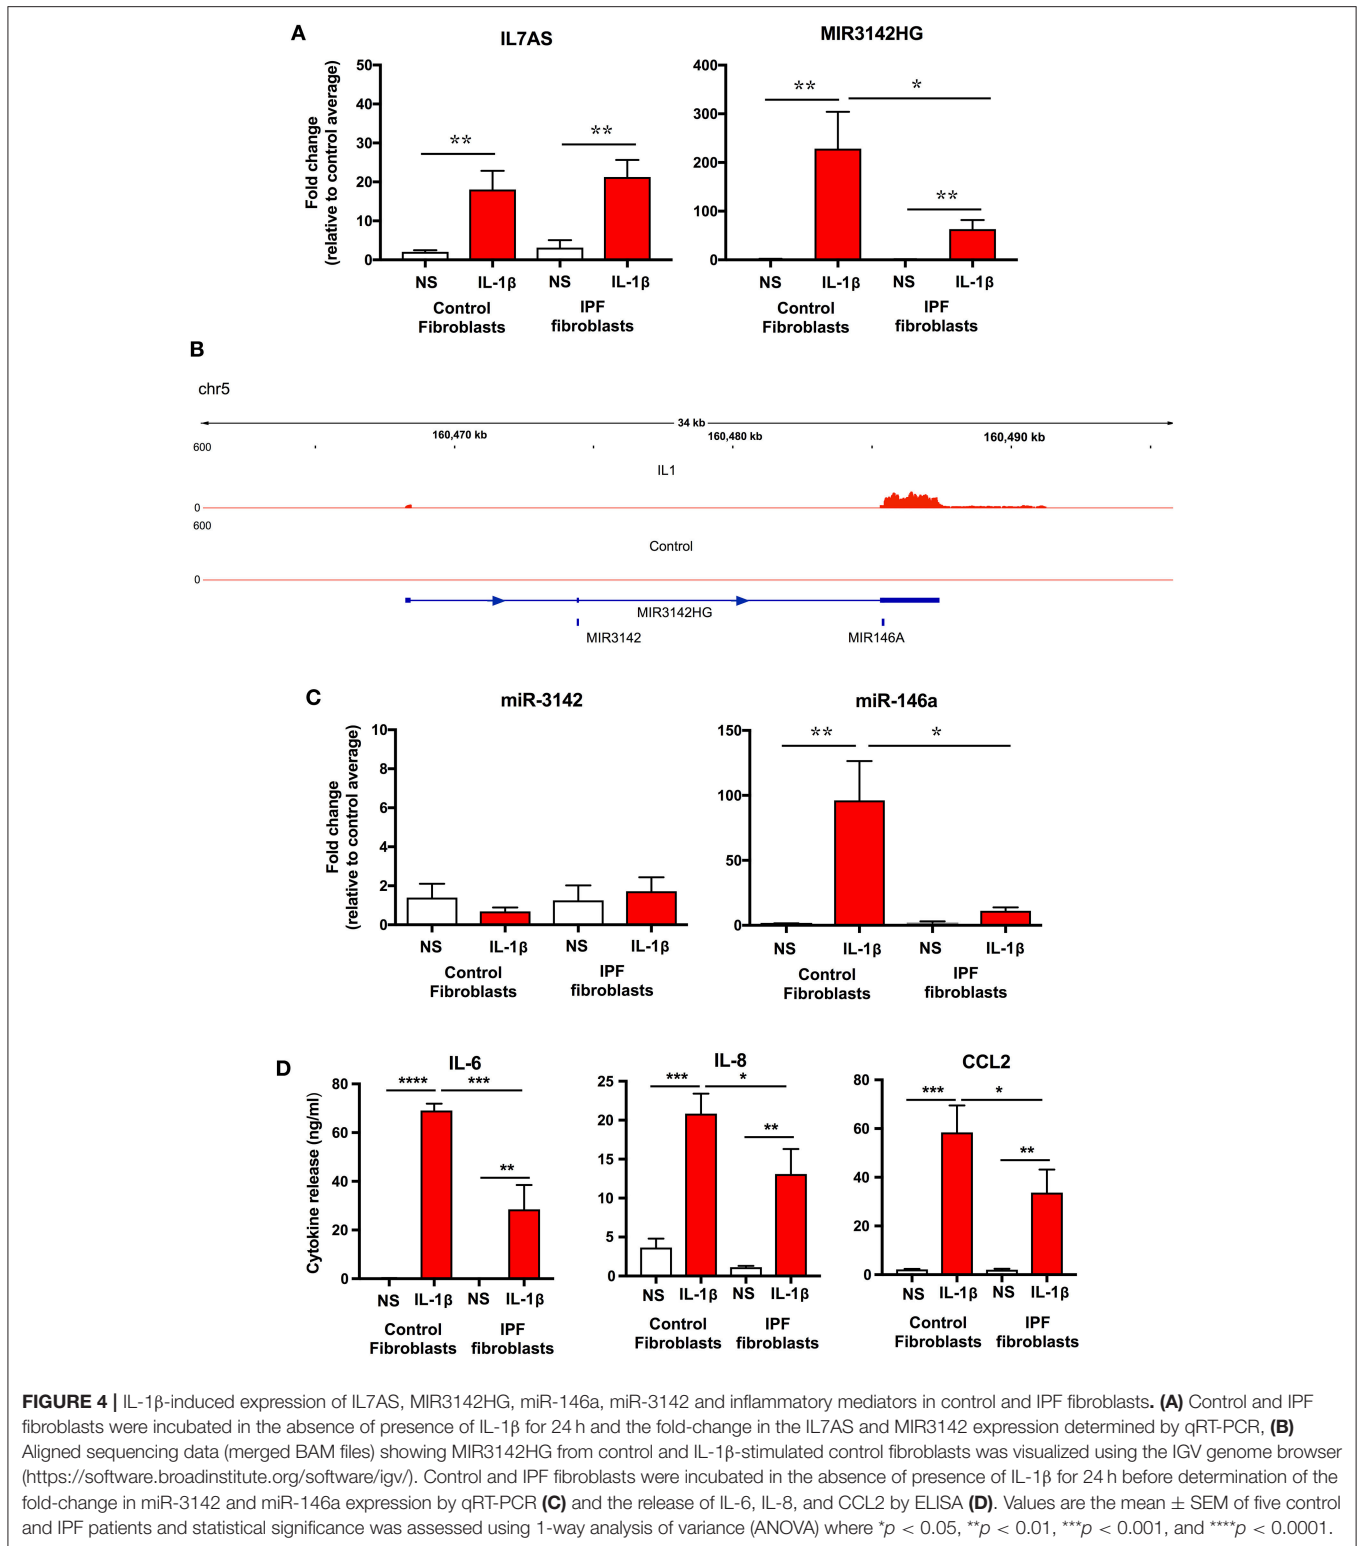 A
IL7AS
MIR3142HG
Fold change
(relative to control average)
50
40
30
20
10
0
**
**
NS
IL-1β
NS
IL-1β
Control
Fibroblasts
IPF
fibroblasts
400
300
200
100
0
**
*
**
NS
IL-1β
NS
IL-1β
Control
Fibroblasts
IPF
fibroblasts
B
chr5
34 kb
160,470 kb
160,480 kb
160,490 kb
600
IL1
0
600
Control
0
MIR3142HG
MIR3142
MIR146A
C
miR-3142
miR-146a
Fold change
(relative to control average)
10
8
6
4
2
0
NS
IL-1β
NS
IL-1β
Control
Fibroblasts
IPF
fibroblasts
150
100
50
0
**
*
NS
IL-1β
NS
IL-1β
Control
Fibroblasts
IPF
fibroblasts
D
IL-6
Cytokine release (ng/ml)
80
60
40
20
0
****
***
**
NS
IL-1β
NS
IL-1β
Control
Fibroblasts
IPF
fibroblasts
IL-8
25
20
15
10
5
0
***
*
**
NS
IL-1β
NS
IL-1β
Control
Fibroblasts
IPF
fibroblasts
CCL2
80
60
40
20
0
***
*
**
NS
IL-1β
NS
IL-1β
Control
Fibroblasts
IPF
fibroblasts
FIGURE 4 | IL-1β-induced expression of IL7AS, MIR3142HG, miR-146a, miR-3142 and inflammatory mediators in control and IPF fibroblasts. (A) Control and IPF
fibroblasts were incubated in the absence of presence of IL-1β for 24 h and the fold-change in the IL7AS and MIR3142 expression determined by qRT-PCR, (B)
Aligned sequencing data (merged BAM files) showing MIR3142HG from control and IL-1β-stimulated control fibroblasts was visualized using the IGV genome browser
(https://software.broadinstitute.org/software/igv/). Control and IPF fibroblasts were incubated in the absence of presence of IL-1β for 24 h before determination of the
fold-change in miR-3142 and miR-146a expression by qRT-PCR (C) and the release of IL-6, IL-8, and CCL2 by ELISA (D). Values are the mean ± SEM of five control
and IPF patients and statistical significance was assessed using 1-way analysis of variance (ANOVA) where *p < 0.05, **p < 0.01, ***p < 0.001, and ****p < 0.0001.